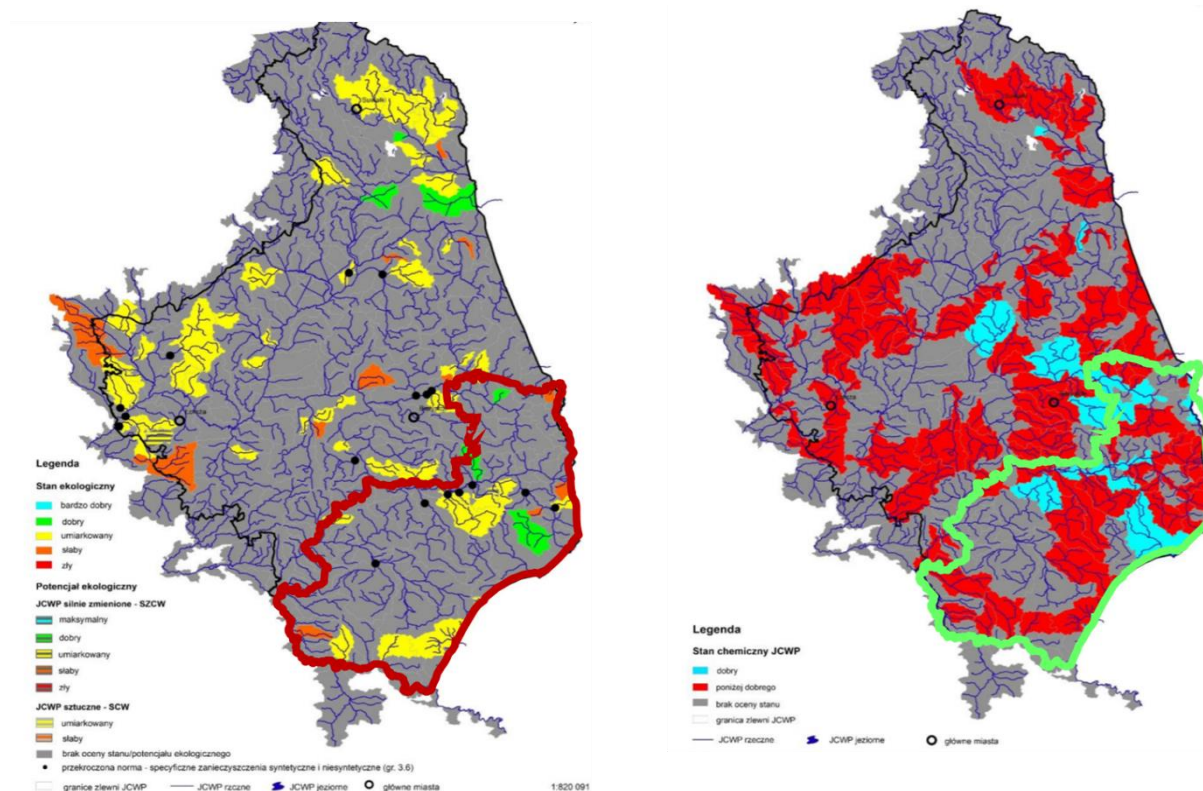 Łomża
Legenda
Stan ekologiczny
bardzo dobry
dobry
umiarkowany
słaby
zły
Potencjał ekologiczny
JCWP silnie zmienione - SZCW
maksymalny
dobry
umiarkowany
słaby
zły
JCWP sztuczne - SCW
umiarkowany
słaby
brak oceny stanu/potencjału ekologicznego
przekroczona norma - specyficzne zanieczyszczenia syntetyczne i niesyntetyczne (gr. 3.6)
granice zlewni JCWP
JCWP rzczne
JCWP jeziorne
główne miasta
1:820 091
Legenda
Stan chemiczny JCWP
dobry
poniżej dobrego
brak oceny stanu
granica zlewni JCWP
JCWP rzeczne
JCWP jeziorne
główne miasta